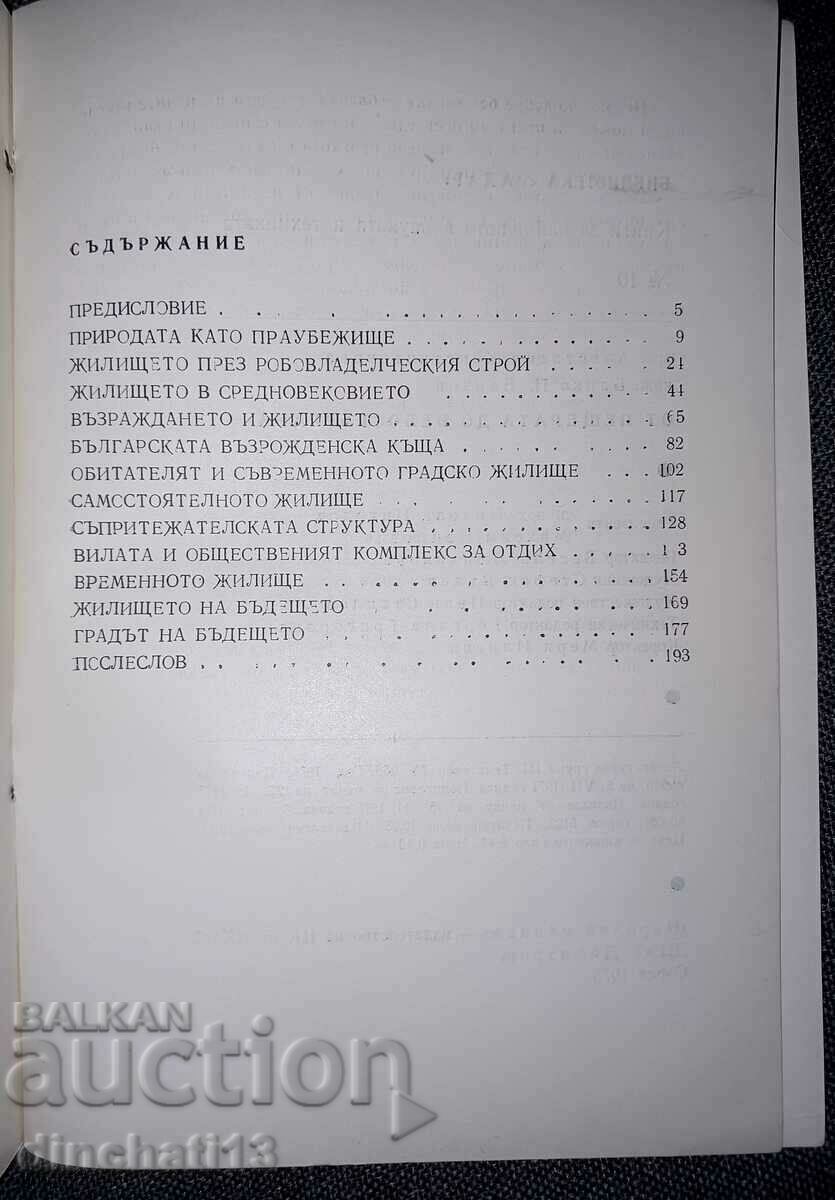 СЪДЪРЖАНИЕ
ПРЕДИСЛОВИЕ . . . . . . . . . . . . . . . 5
ПРИРОДАТА КАТО ПРАУБЕЖИЩЕ . . . . . . . . . 9
ЖИЛИЩЕТО ПРЕЗ РОБОВЛАДЕЛЧЕСКИЯ СТРОЙ . . . . 24
ЖИЛИЩЕТО В СРЕДНОВЕКОВИЕТО . . . . . . . . 44
ВЪЗРАЖДАНЕТО И ЖИЛИЩЕТО . . . . . . . . . . 65
БЪЛГАРСКАТА ВЪЗРОЖДЕНСКА КЪЩА . . . . . . . 82
ОБИТАТЕЛЯТ И СЪВРЕМЕННОТО ГРАДСКО ЖИЛИЩЕ . . . 102
САМОСТОЯТЕЛНОТО ЖИЛИЩЕ . . . . . . . . . . 117
СЪПРИТЕЖАТЕЛСКАТА СТРУКТУРА . . . . . . . . . 128
ВИЛАТА И ОБЩЕСТВЕНИЯТ КОМПЛЕКС ЗА ОТДИХ . . . . 1 3
ВРЕМЕННОТО ЖИЛИЩЕ . . . . . . . . . . . . 154
ЖИЛИЩЕТО НА БЪДЕЩЕТО . . . . . . . . . . 169
ГРАДЪТ НА БЪДЕЩЕТО . . . . . . . . . . . . 177
ПОСЛЕСЛОВ . . . . . . . . . . . . . . . 193
BALKAN
auction
dinchati13